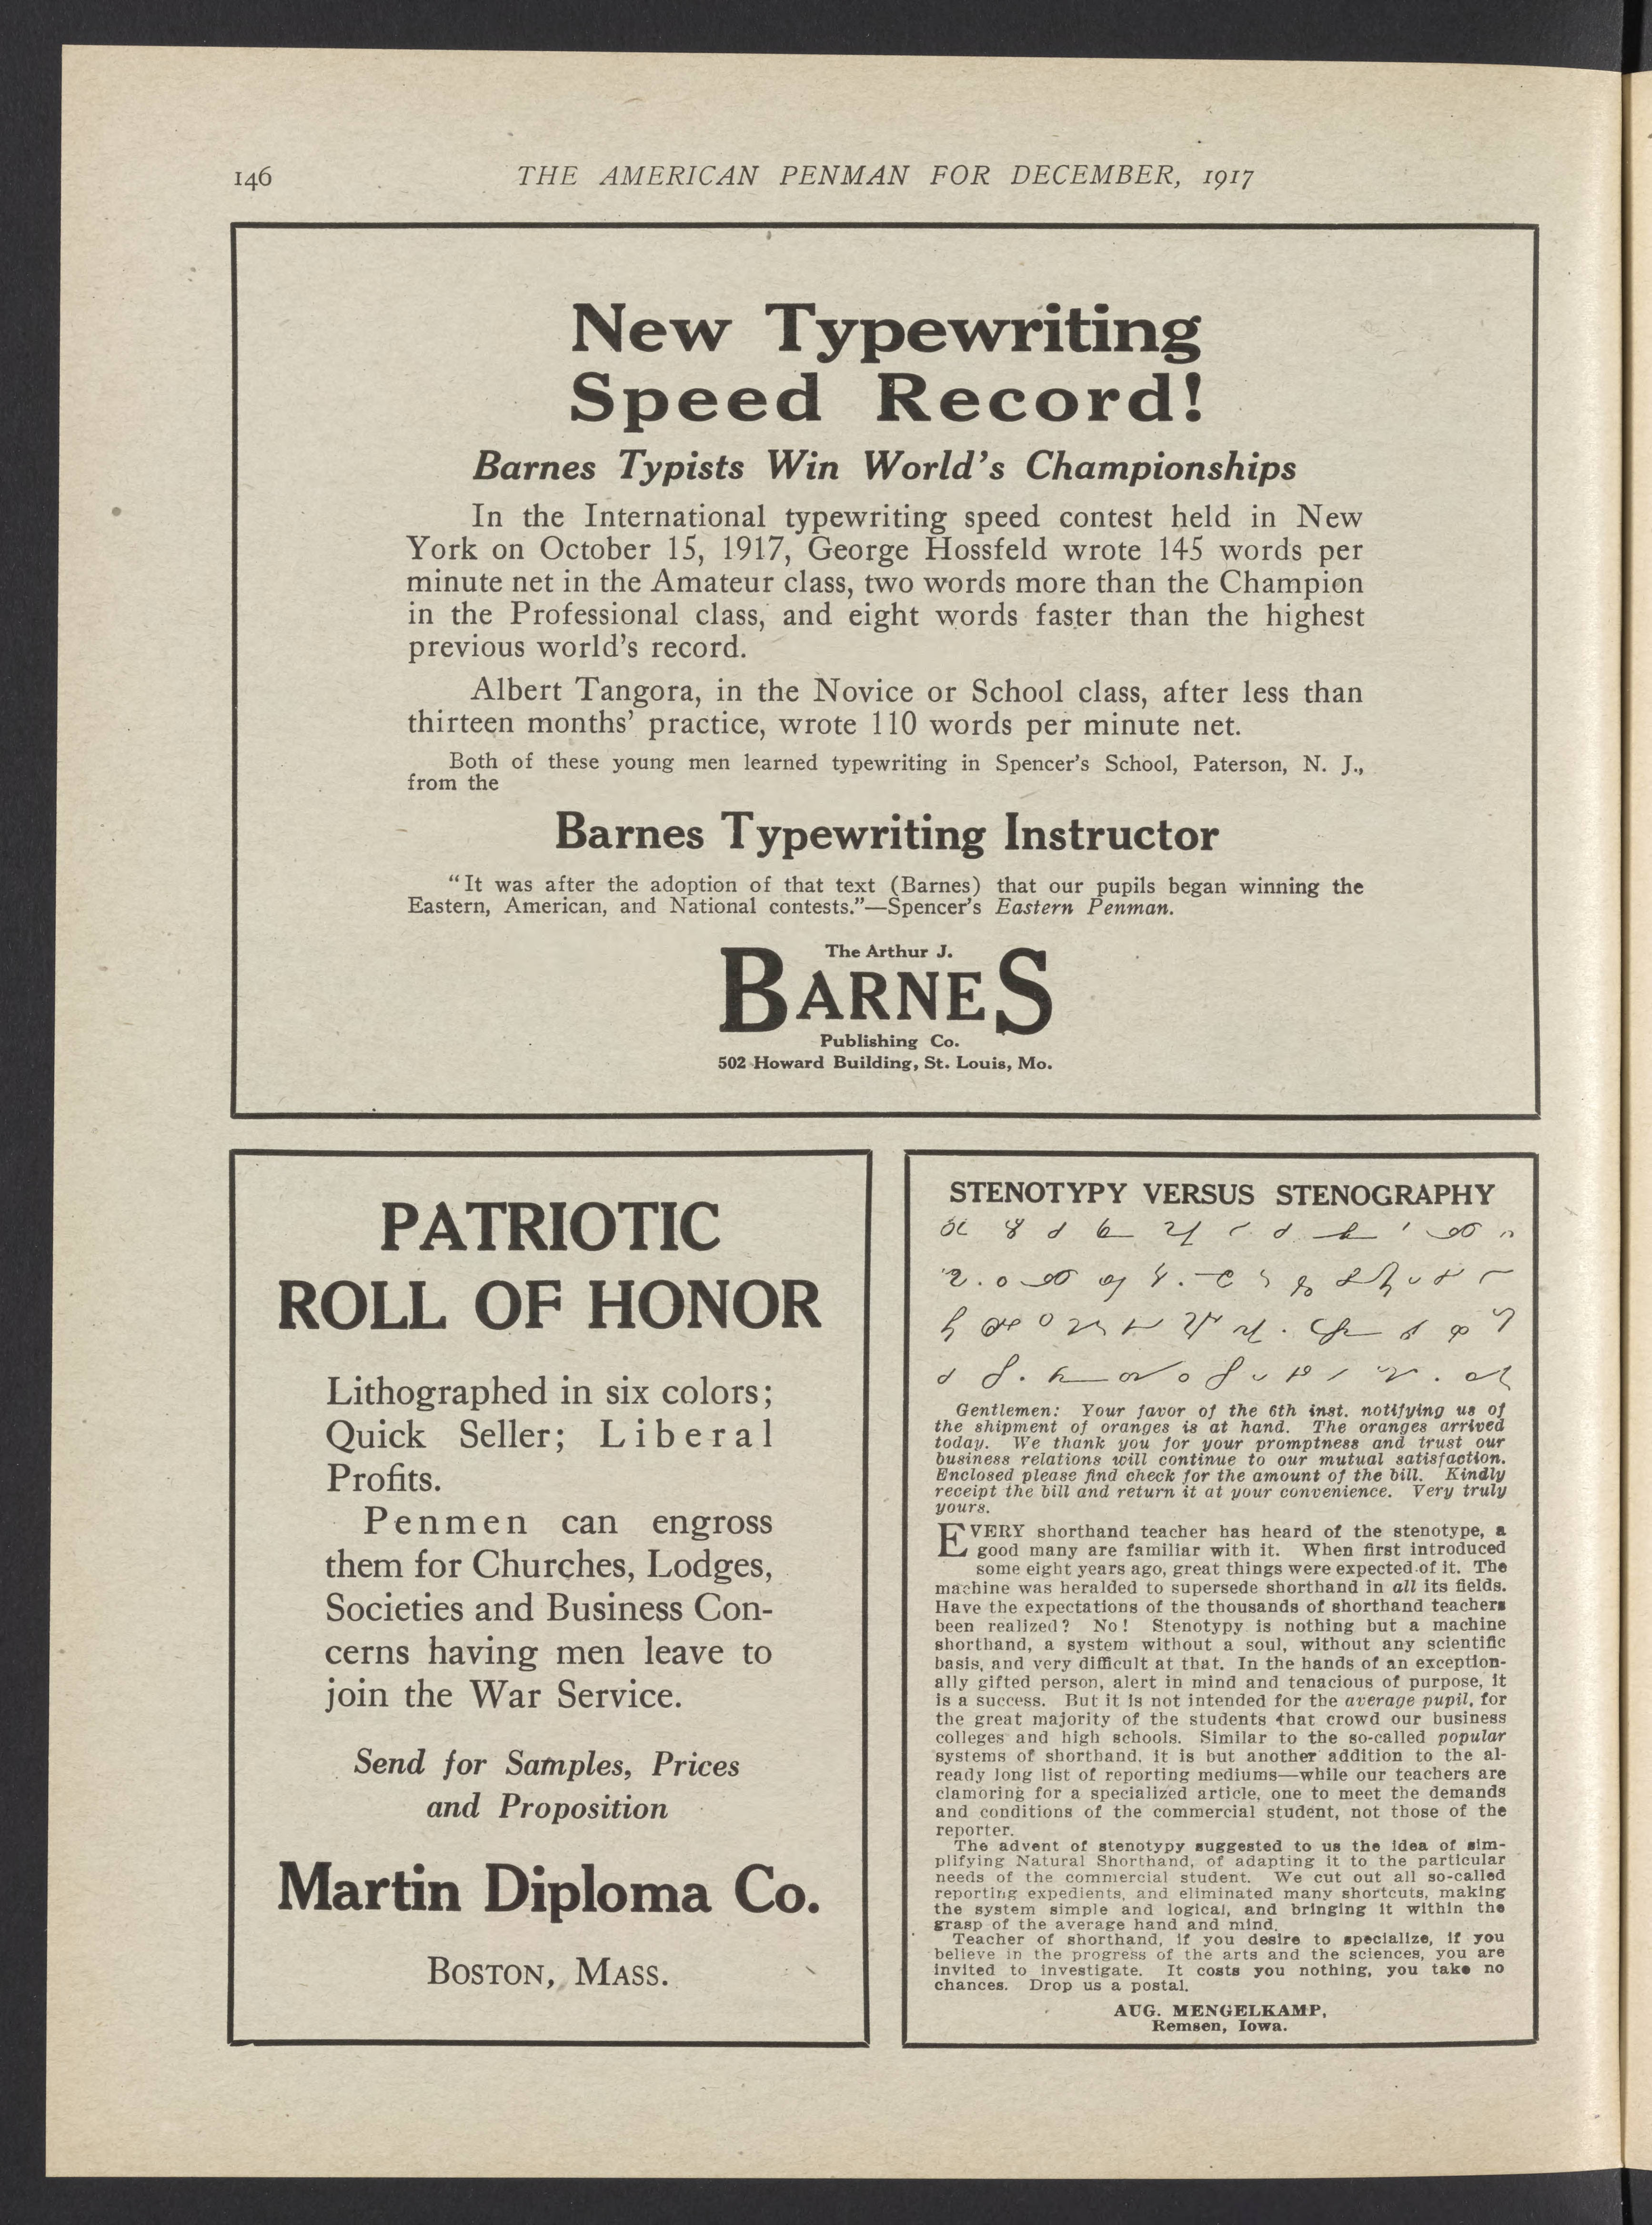 146 THE AMERICAN PENMAN FOR DECEMBER, 1917
New Typewriting
Speed Record!
Barnes Typists Win World's Championships
In the International typewriting speed contest held in New
York on October 15, 1917, George Hossfeld wrote 145 words per
minute net in the Amateur class, two words more than the Champion
in the Professional class, and eight words faster than the highest
previous world's record.
Albert Tangora, in the Novice or School class, after less than
thirteen months' practice, wrote 110 words per minute net.
Both of these young men learned typewriting in Spencer's School, Paterson, N. J.,
from the
Barnes Typewriting Instructor
"It was after the adoption of that text (Barnes) that our pupils began winning the
Eastern, American, and National contests."—Spencer's Eastern Penman.
The Arthur J.
BARNES
Publishing Co.
502 Howard Building, St. Louis, Mo.
PATRIOTIC
ROLL OF HONOR
Lithographed in six colors;
Quick Seller; Liberal
Profits.
Penmen can engross
them for Churches, Lodges,
Societies and Business Con-
cerns having men leave to
join the War Service.
Send for Samples, Prices
and Proposition
Martin Diploma Co.
BOSTON, MASS.
STENOTYPY VERSUS STENOGRAPHY
Gentlemen: Your favor of the 6th inst. notifying us of
the shipment of oranges is at hand. The oranges arrived
today. We thank you for your promptness and trust our
business relations will continue to our mutual satisfaction.
Enclosed please find check for the amount of the bill. Kindly
receipt the bill and return it at your convenience. Very truly
yours.
EVERY shorthand teacher has heard of the stenotype, a
good many are familiar with it. When first introduced
some eight years ago, great things were expected of it. The
machine was heralded to supersede shorthand in all its fields.
Have the expectations of the thousands of shorthand teachers
been realized? No! Stenotypy is nothing but a machine
shorthand, a system without a soul, without any scientific
basis, and very difficult at that. In the hands of an exception-
ally gifted person, alert in mind and tenacious of purpose, it
is a success. But it is not intended for the average pupil, for
the great majority of the students that crowd our business
colleges and high schools. Similar to the so-called popular
systems of shorthand, it is but another addition to the al-
ready long list of reporting mediums—while our teachers are
clamoring for a specialized article, one to meet the demands
and conditions of the commercial student, not those of the
reporter.
The advent of stenotypy suggested to us the idea of sim-
plifying Natural Shorthand, of adapting it to the particular
needs of the commercial student. We cut out all so-called
reporting expedients, and eliminated many shortcuts, making
the system simple and logical, and bringing it within the
grasp of the average hand and mind.
Teacher of shorthand, if you desire to specialize, if you
believe in the progress of the arts and the sciences, you are
invited to investigate. It costs you nothing, you take no
chances. Drop us a postal.
AUG. MENGELKAMP,
Remsen, Iowa.